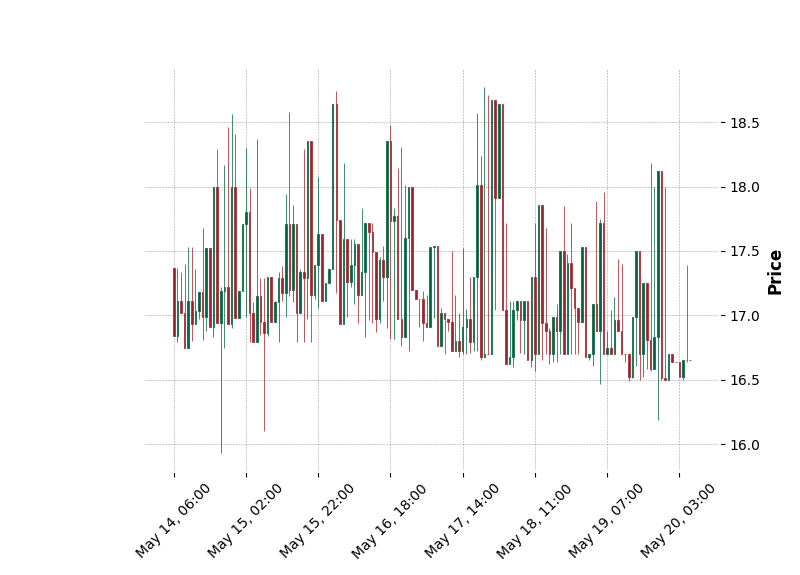 18.5
18.0
17.5
17.0
16.5
16.0
Price
May 14, 06:00
May 15, 02:00
May 15, 22:00
May 16, 18:00
May 17, 14:00
May 18, 11:00
May 19, 07:00
May 20, 03:00